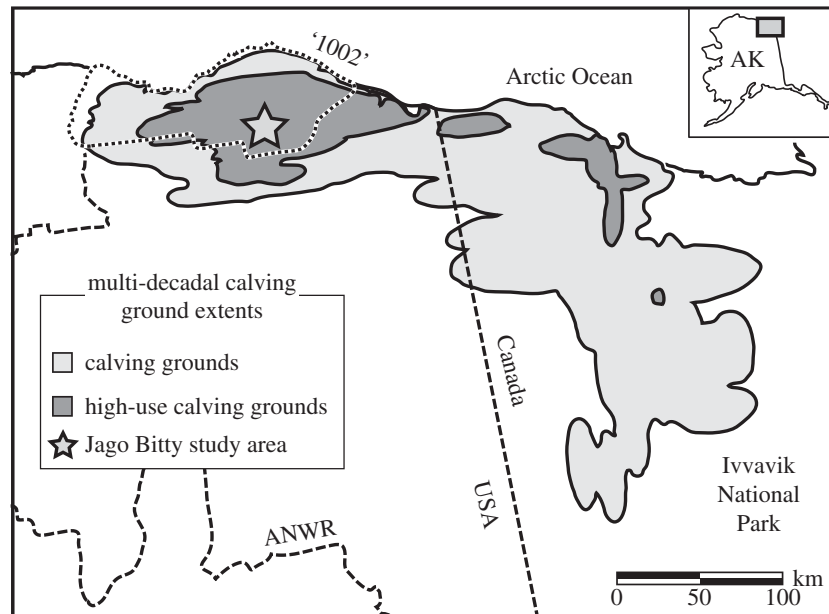 '1002'
Arctic Ocean
AK
multi-decadal calving
ground extents
calving grounds
high-use calving grounds
Jago Bitty study area
Canada
USA
ANWR
Ivvavik
National
Park
km
0 50 100